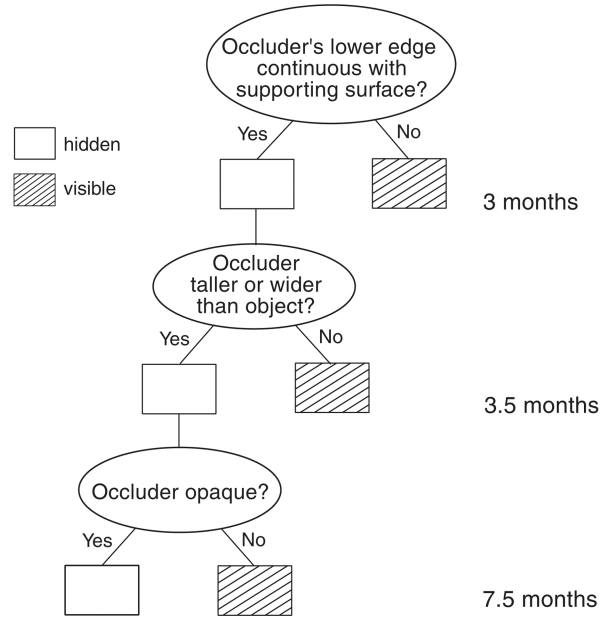 Occluder's lower edge
continuous with
supporting surface?
Yes
No
hidden
visible
3 months
Occluder
taller or wider
than object?
Yes
No
3.5 months
Occluder opaque?
Yes
No
7.5 months